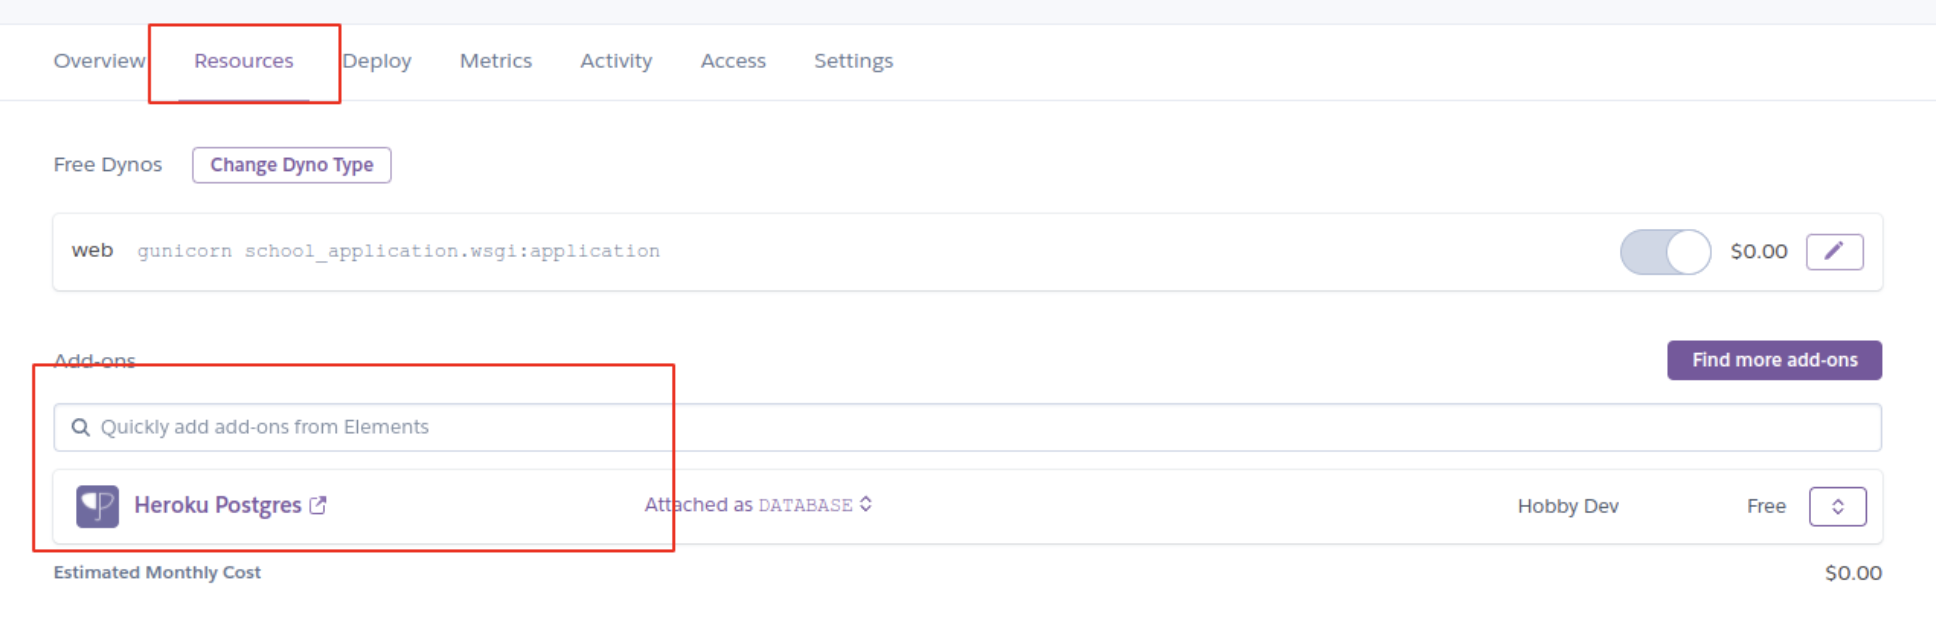 Overview Resources Deploy Metrics Activity Access Settings
Free Dynos Change Dyno Type
web gunicorn school_application.wsgi:application $0.00
Add-ons Find more add-ons
Quickly add add-ons from Elements
Heroku Postgres Attached as DATABASE Hobby Dev Free
Estimated Monthly Cost $0.00